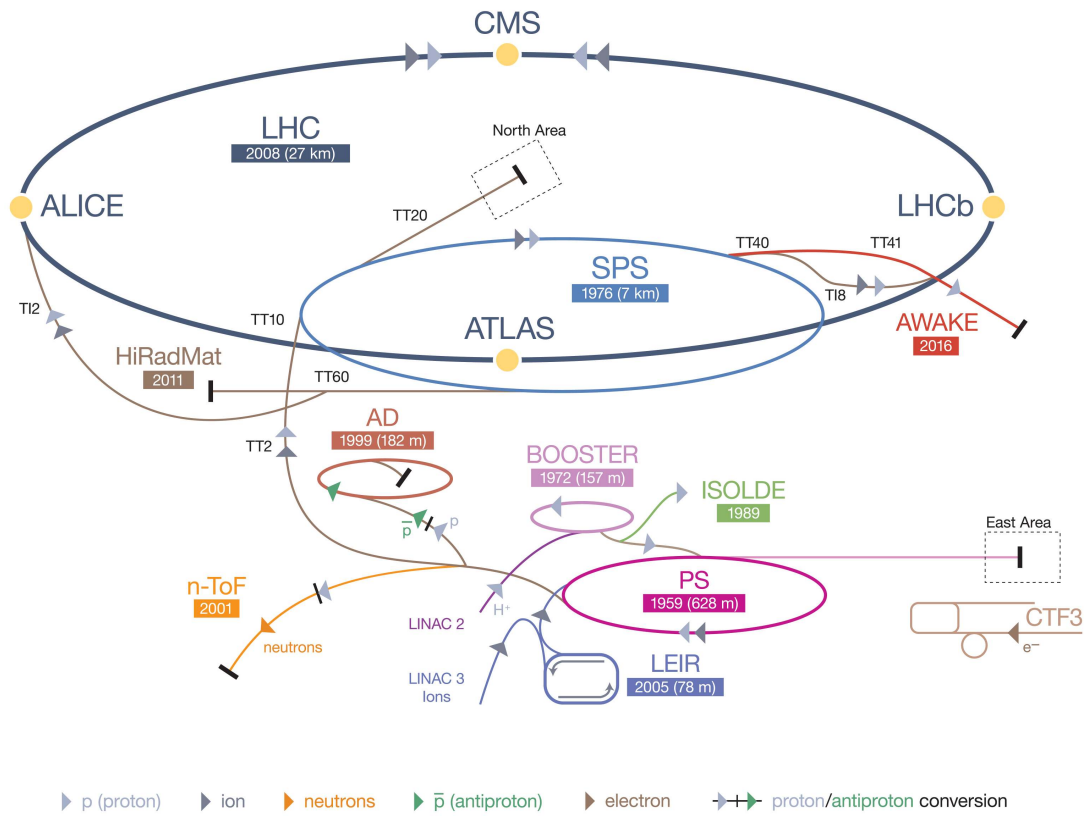 CMS
LHC
2008 (27 km)
North Area
ALICE
LHCb
TT20
TT40
TT41
SPS
1976 (7 km)
TI8
TI2
TT10
ATLAS
AWAKE
2016
HiRadMat
2011
TT60
AD
1999 (182 m)
TT2
BOOSTER
1972 (157 m)
ISOLDE
1989
p̅
p
East Area
n-ToF
2001
PS
1959 (628 m)
H⁺
LINAC 2
neutrons
CTF3
e⁻
LINAC 3
Ions
LEIR
2005 (78 m)
p (proton)
ion
neutrons
p̅ (antiproton)
electron
proton/antiproton conversion